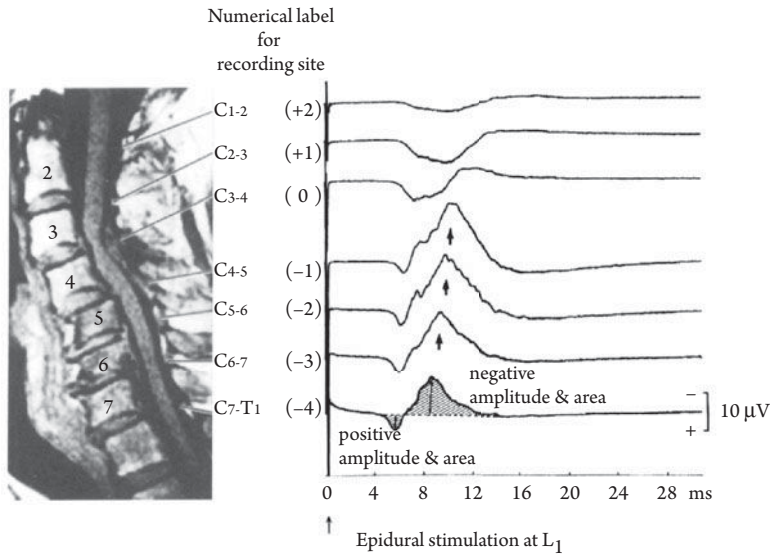 Numerical label
for
recording site
C1-2 (+2)
C2-3 (+1)
C3-4 (0)
C4-5 (−1)
C5-6 (−2)
C6-7 (−3)
C7-T1 (−4)
2
3
4
5
6
7
negative
amplitude & area
positive
amplitude & area
−
+
10 μV
0 4 8 12 16 20 24 28 ms
Epidural stimulation at L1